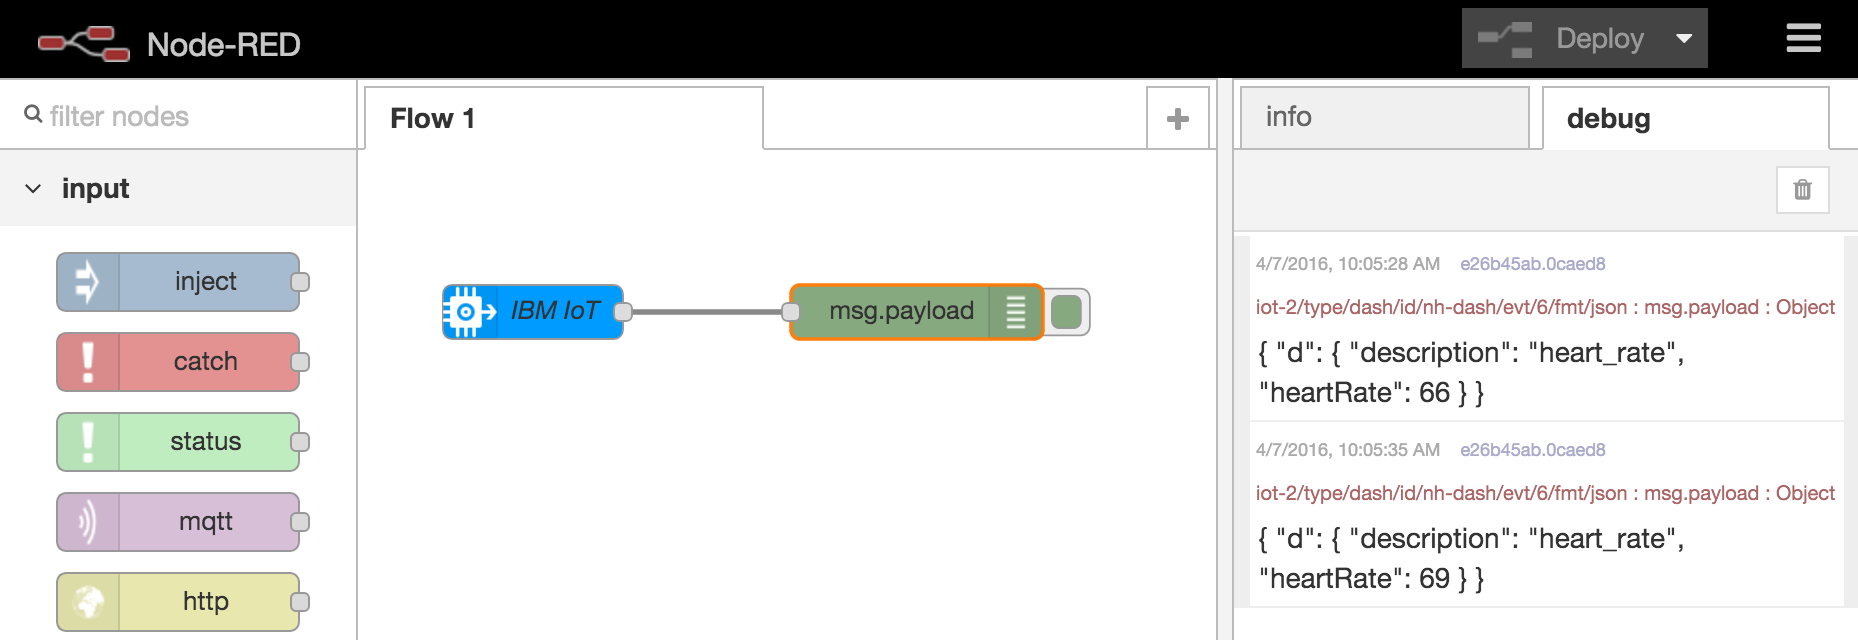 Node-RED
Deploy
filter nodes
Flow 1
info
debug
input
inject
catch
status
mqtt
http
IBM IoT
msg.payload
4/7/2016, 10:05:28 AM e26b45ab.0caed8
iot-2/type/dash/id/nh-dash/evt/6/fmt/json : msg.payload : Object
{ "d": { "description": "heart_rate",
"heartRate": 66 } }
4/7/2016, 10:05:35 AM e26b45ab.0caed8
iot-2/type/dash/id/nh-dash/evt/6/fmt/json : msg.payload : Object
{ "d": { "description": "heart_rate",
"heartRate": 69 } }